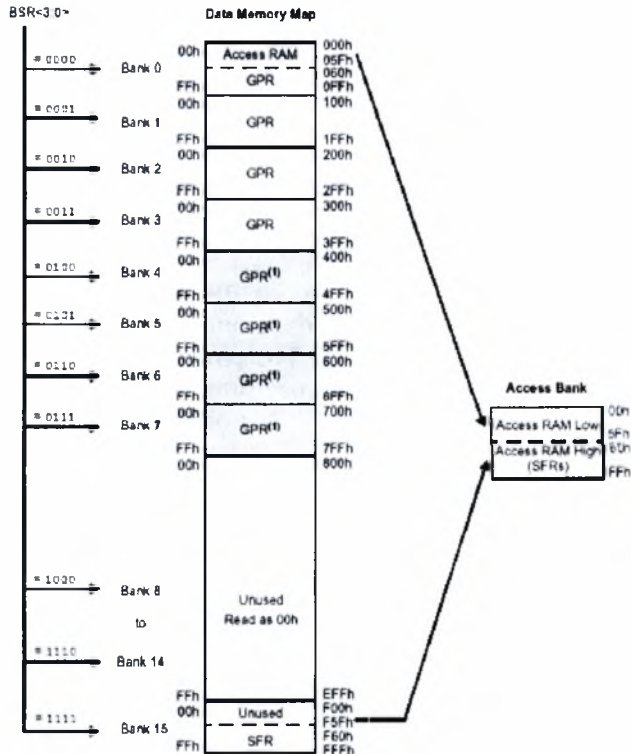 BSR<3:0>
Data Memory Map
= 0000
Bank 0
00h
Access RAM
000h
05Fh
060h
FFh
GPR
0FFh
= 0001
Bank 1
00h
100h
GPR
FFh
1FFh
= 0010
Bank 2
00h
200h
GPR
FFh
2FFh
= 0011
Bank 3
00h
300h
GPR
FFh
3FFh
= 0100
Bank 4
00h
400h
GPR(1)
FFh
4FFh
= 0101
Bank 5
00h
500h
GPR(1)
FFh
5FFh
= 0110
Bank 6
00h
600h
GPR(1)
FFh
6FFh
= 0111
Bank 7
00h
700h
GPR(1)
FFh
7FFh
00h
800h
= 1000
Bank 8
to
= 1110
Bank 14
Unused
Read as 00h
FFh
EFFh
= 1111
Bank 15
00h
Unused
F00h
F5Fh
F60h
FFh
SFR
FFFh
Access Bank
00h
Access RAM Low
5Fh
60h
Access RAM High
(SFRs)
FFh